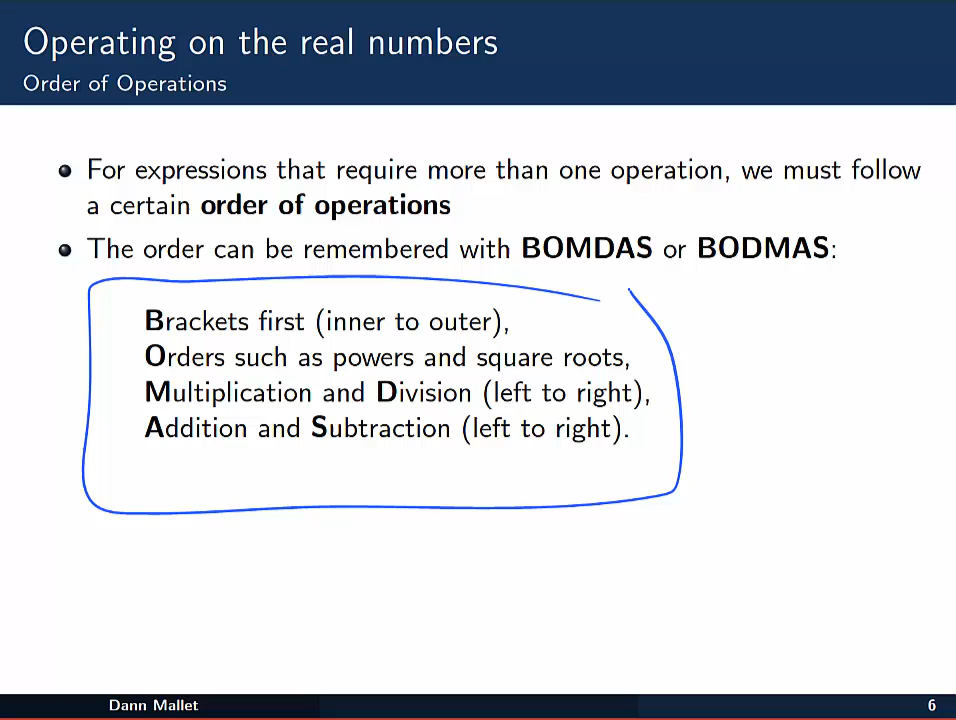 Operating on the real numbers
Order of Operations
For expressions that require more than one operation, we must follow
a certain order of operations
The order can be remembered with BOMDAS or BODMAS:
Brackets first (inner to outer),
Orders such as powers and square roots,
Multiplication and Division (left to right),
Addition and Subtraction (left to right).
Dann Mallet
6